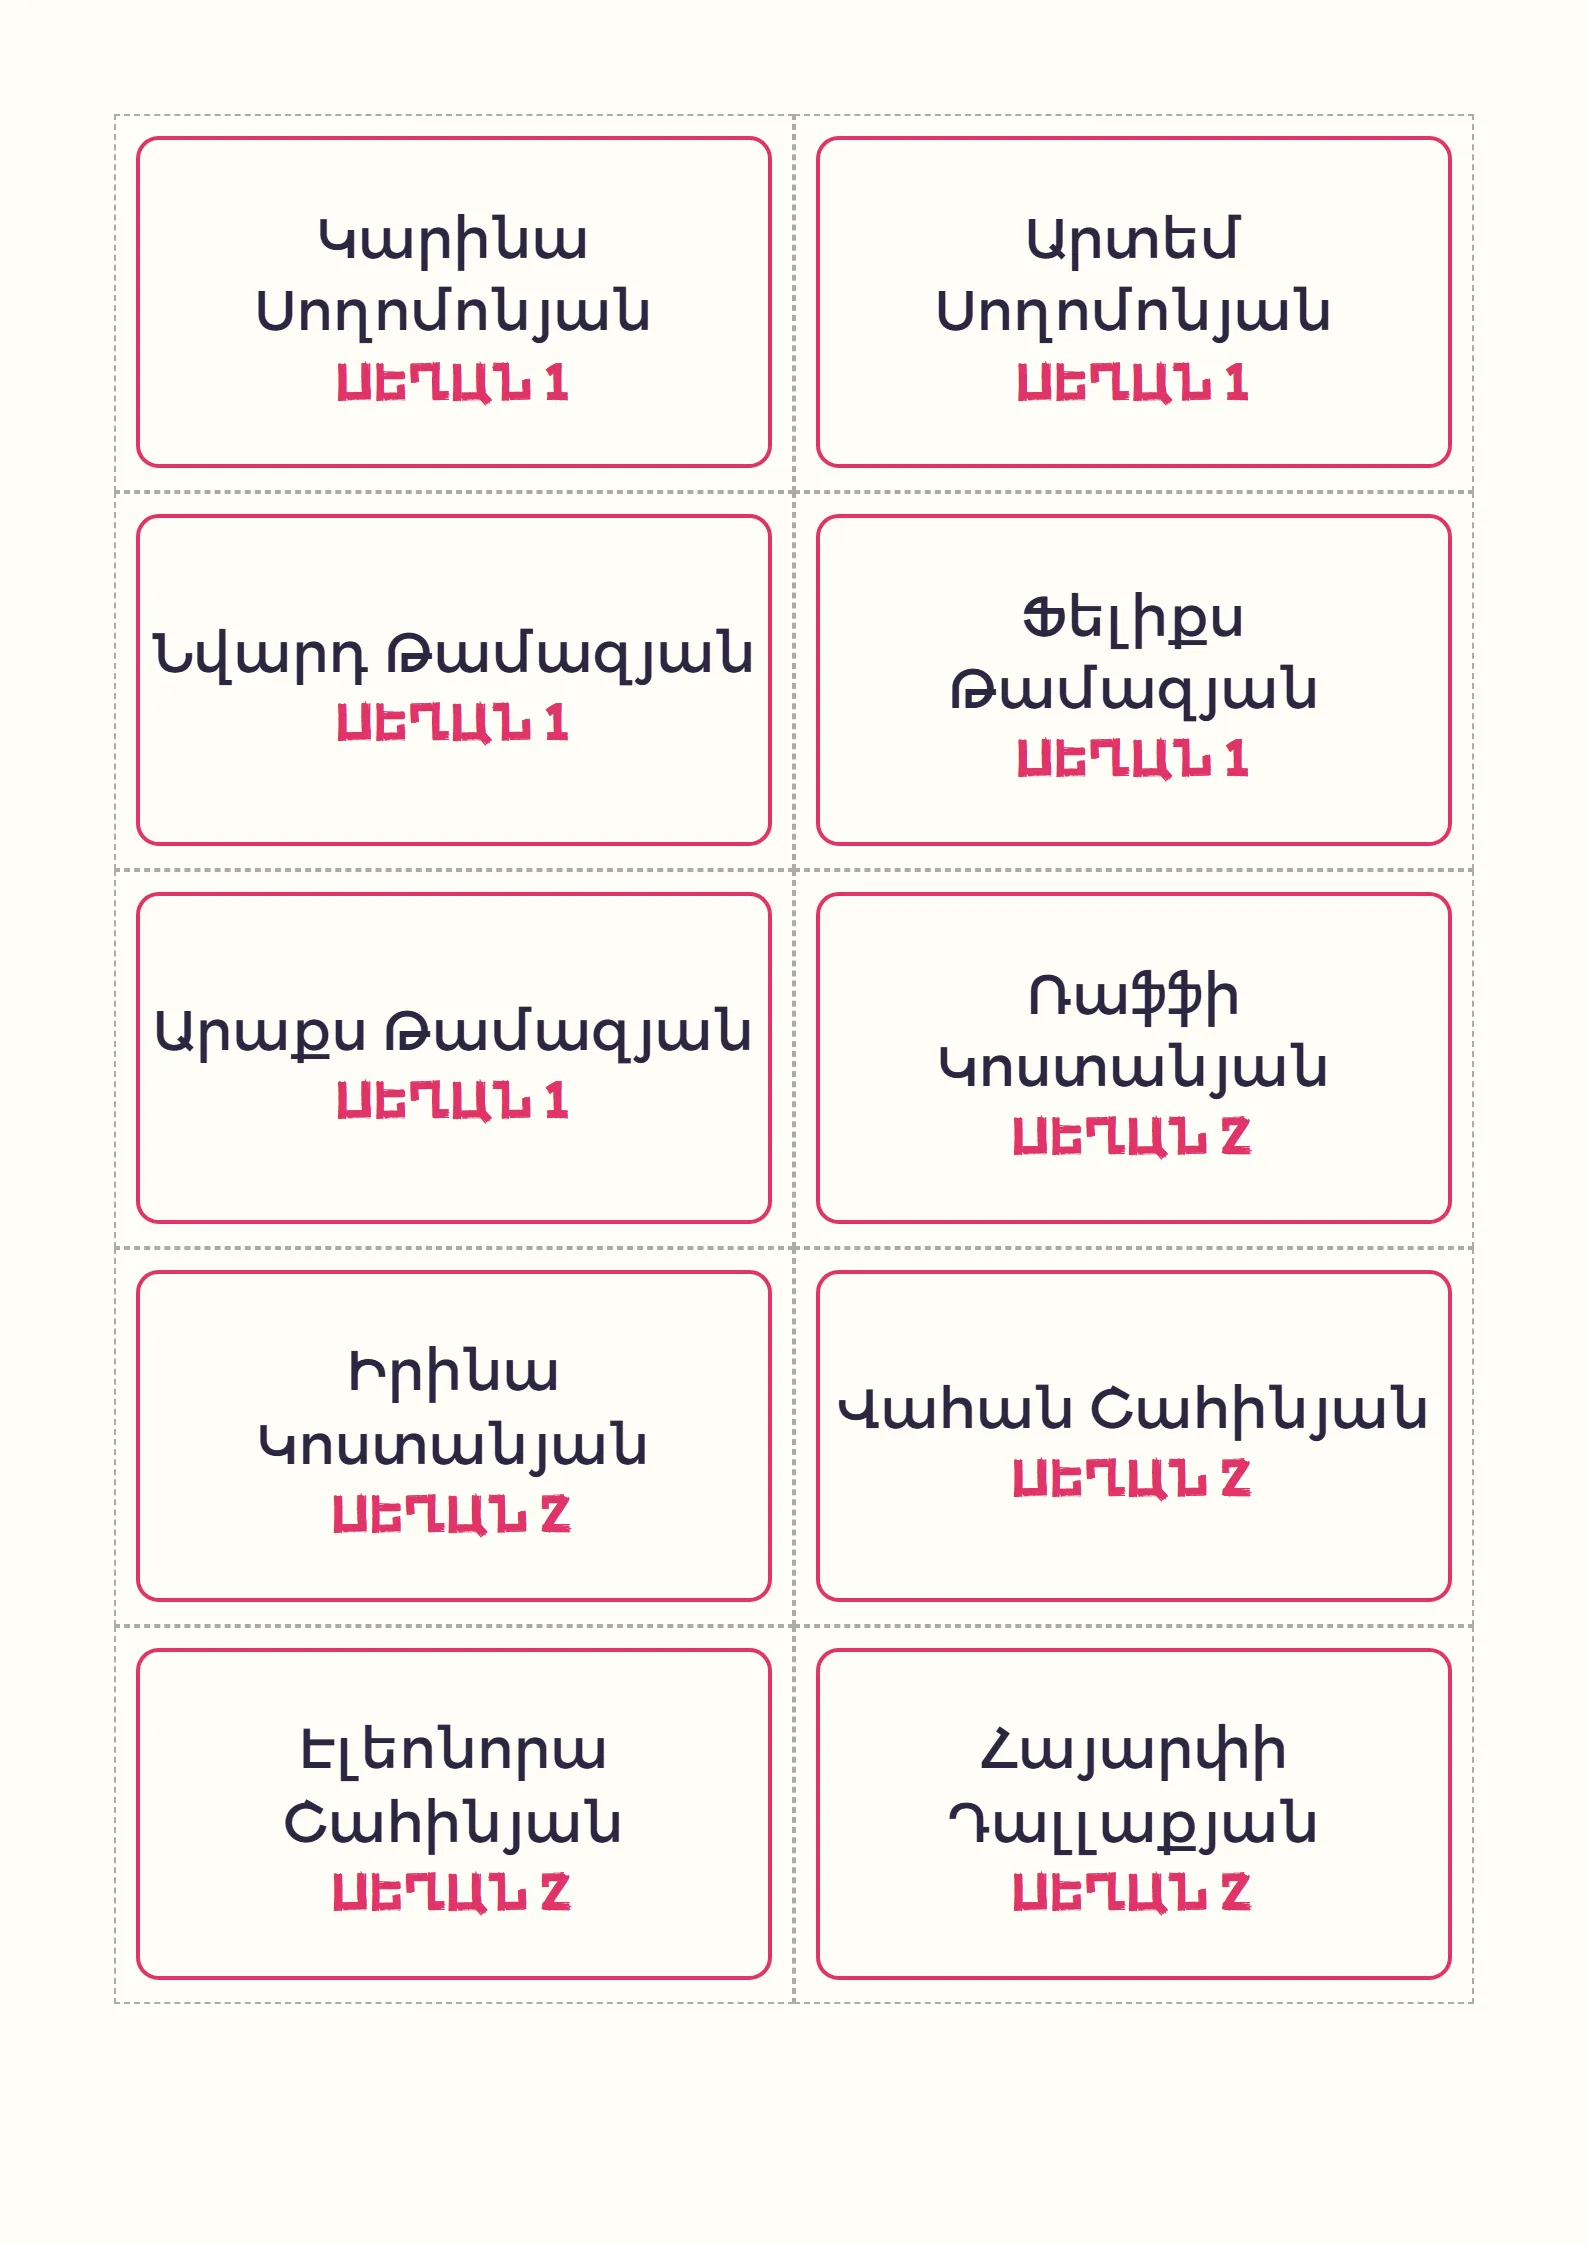 Կարինա
Սողոմոնյան
ՍԵՂԱՆ 1
Արտեմ
Սողոմոնյան
ՍԵՂԱՆ 1
Նվարդ Թամազյան
ՍԵՂԱՆ 1
Ֆելիքս
Թամազյան
ՍԵՂԱՆ 1
Արաքս Թամազյան
ՍԵՂԱՆ 1
Ռաֆֆի
Կոստանյան
ՍԵՂԱՆ 2
Իրինա
Կոստանյան
ՍԵՂԱՆ 2
Վահան Շահինյան
ՍԵՂԱՆ 2
Էլեոնորա
Շահինյան
ՍԵՂԱՆ 2
Հայարփի
Դալլաքյան
ՍԵՂԱՆ 2